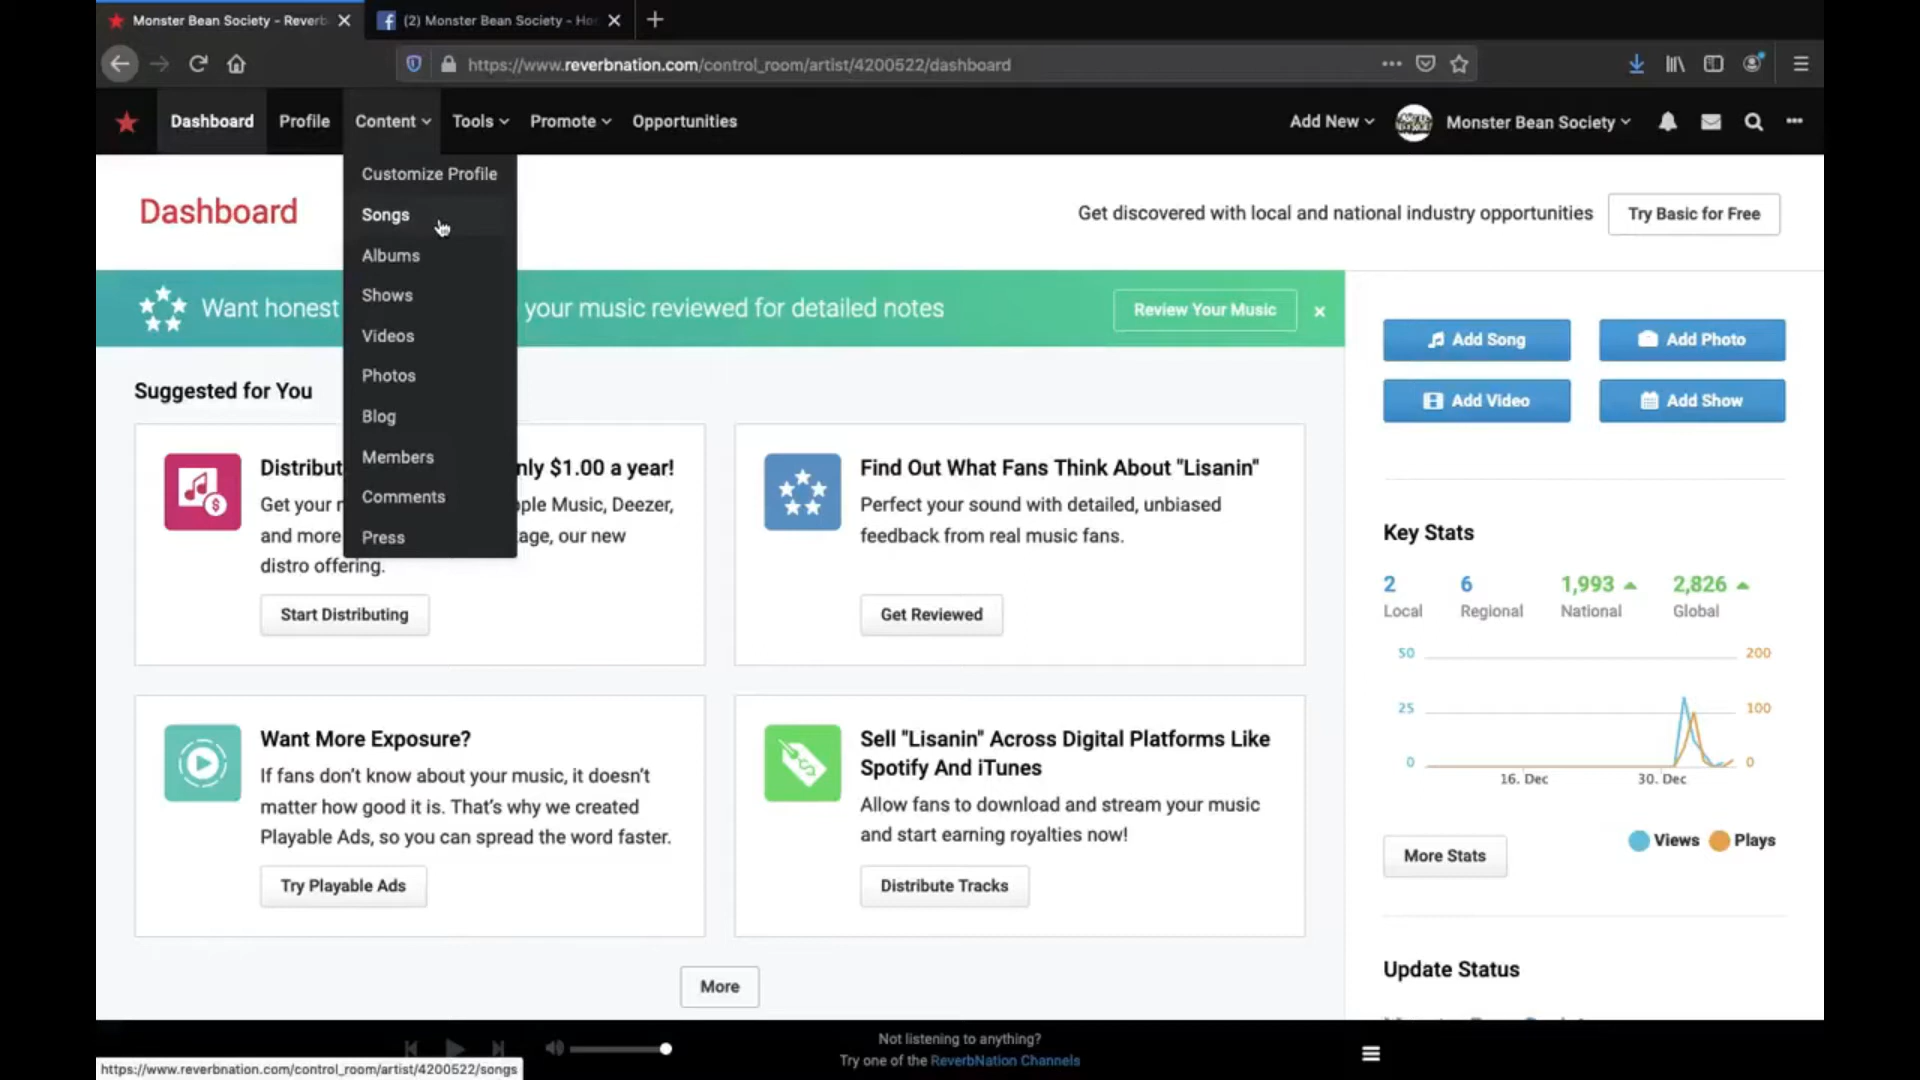 Monster Bean Society - Reverb
(2) Monster Bean Society - Ho
https://www.reverbnation.com/control_room/artist/4200522/dashboard
Dashboard
Profile
Content
Tools
Promote
Opportunities
Add New
Monster Bean Society
Customize Profile
Songs
Albums
Shows
Videos
Photos
Blog
Members
Comments
Press
Dashboard
Get discovered with local and national industry opportunities
Try Basic for Free
Want honest
your music reviewed for detailed notes
Review Your Music
Suggested for You
Distribut
nly $1.00 a year!
Get your
ple Music, Deezer,
and more
age, our new
distro offering.
Start Distributing
Find Out What Fans Think About "Lisanin"
Perfect your sound with detailed, unbiased
feedback from real music fans.
Get Reviewed
Want More Exposure?
If fans don't know about your music, it doesn't
matter how good it is. That's why we created
Playable Ads, so you can spread the word faster.
Try Playable Ads
Sell "Lisanin" Across Digital Platforms Like
Spotify And iTunes
Allow fans to download and stream your music
and start earning royalties now!
Distribute Tracks
More
Add Song
Add Photo
Add Video
Add Show
Key Stats
2
6
1,993
2,826
Local
Regional
National
Global
50
200
25
100
0
0
16. Dec
30. Dec
Views
Plays
More Stats
Update Status
Not listening to anything?
Try one of the ReverbNation Channels
https://www.reverbnation.com/control_room/artist/4200522/songs